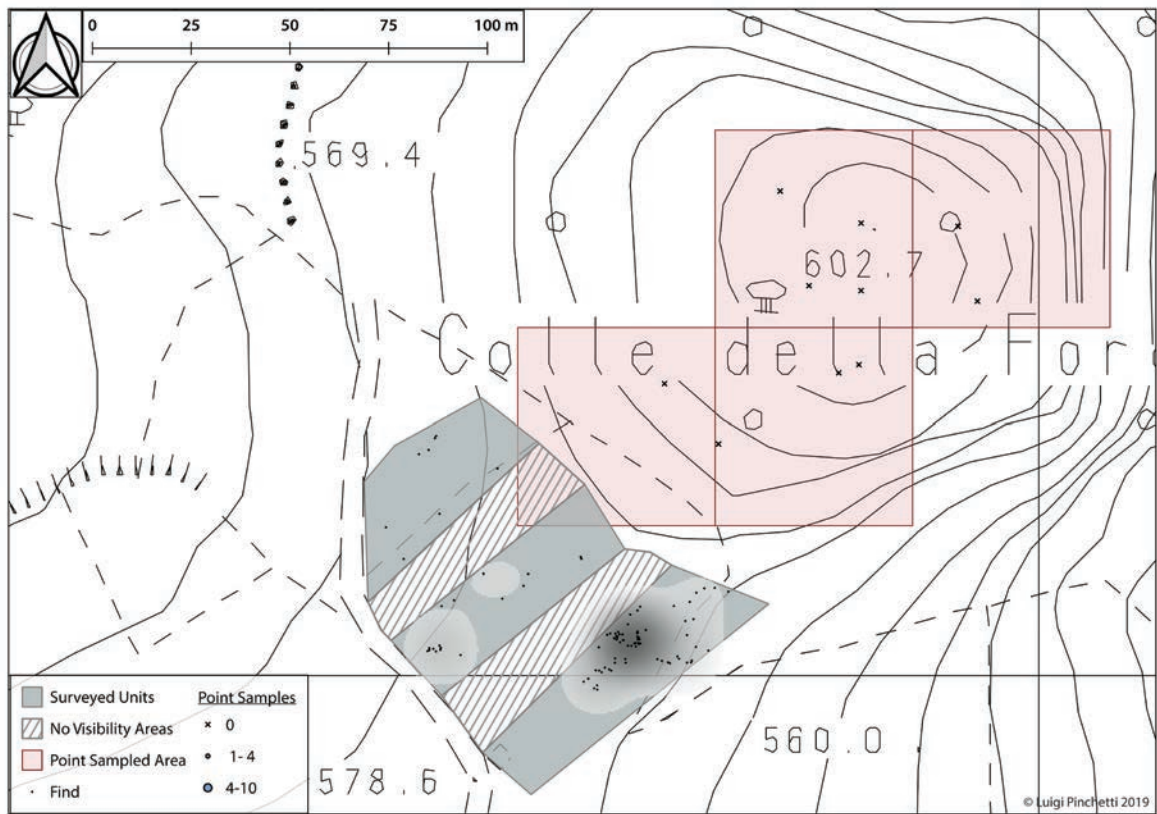 0 25 50 75 100 m
569.4
602.7
Colle della For
Surveyed Units
No Visibility Areas
Point Sampled Area
Find
Point Samples
0
1- 4
4-10
578.6
560.0
© Luigi Pinchetti 2019